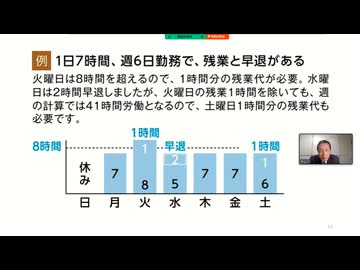 例 1日7時間、週6日勤務で、残業と早退がある
火曜日は8時間を超えるので、1時間分の残業代が必要。水曜
日は2時間早退しましたが、火曜日の残業1時間を除いても、週
の計算では41時間労働となるので、土曜日1時間分の残業代も
必要です。
1時間
8時間 1 早退 1時間
休み 7 8 2 5 7 7 1 6
日 月 火 水 木 金 土